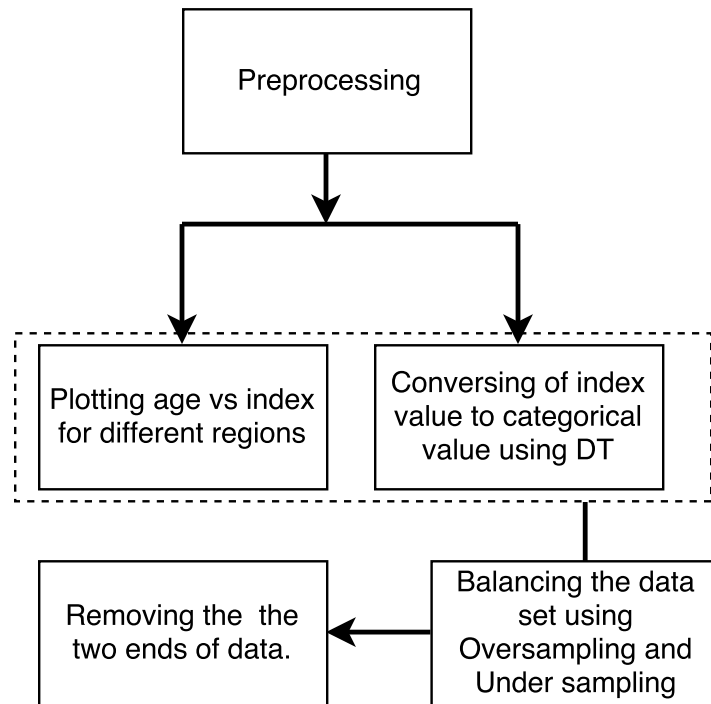 Preprocessing
Plotting age vs index
for different regions
Conversing of index
value to categorical
value using DT
Removing the  the
two ends of data.
Balancing the data
set using
Oversampling and
Under sampling